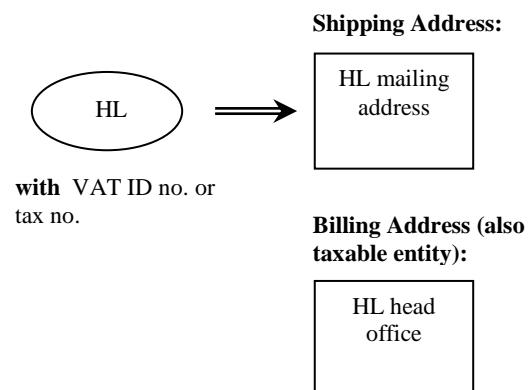 Shipping Address:
HL
HL mailing
address
with VAT ID no. or
tax no.
Billing Address (also
taxable entity):
HL head
office